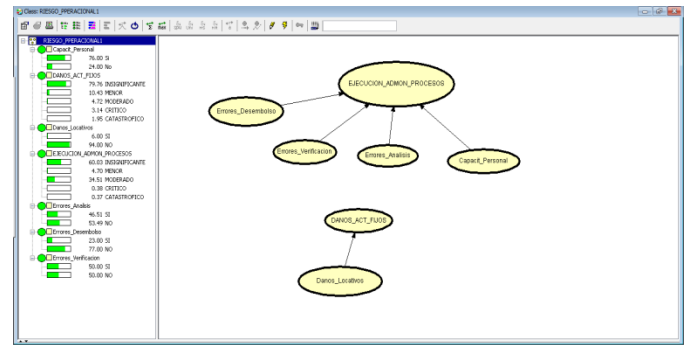 Class: RIESGO_PPERACIONAL1
RIESGO_PPERACIONAL1
Capacit_Personal
76.00 Si
24.00 No
DANOS_ACT_FIJOS
79.76 INSIGNIFICANTE
10.43 MENOR
4.72 MODERADO
3.14 CRITICO
1.95 CATASTROFICO
Danos_Locativos
6.00 SI
94.00 NO
EJECUCION_ADMON_PROCESOS
60.03 INSIGNIFICANTE
4.70 MENOR
34.51 MODERADO
0.38 CRITICO
0.37 CATASTROFICO
Errores_Analisis
46.51 SI
53.49 NO
Errores_Desembolso
23.00 SI
77.00 NO
Errores_Verificacion
50.00 SI
50.00 NO
EJECUCION_ADMON_PROCESOS
Errores_Desembolso
Errores_Verificacion
Errores_Analisis
Capacit_Personal
DANOS_ACT_FIJOS
Danos_Locativos